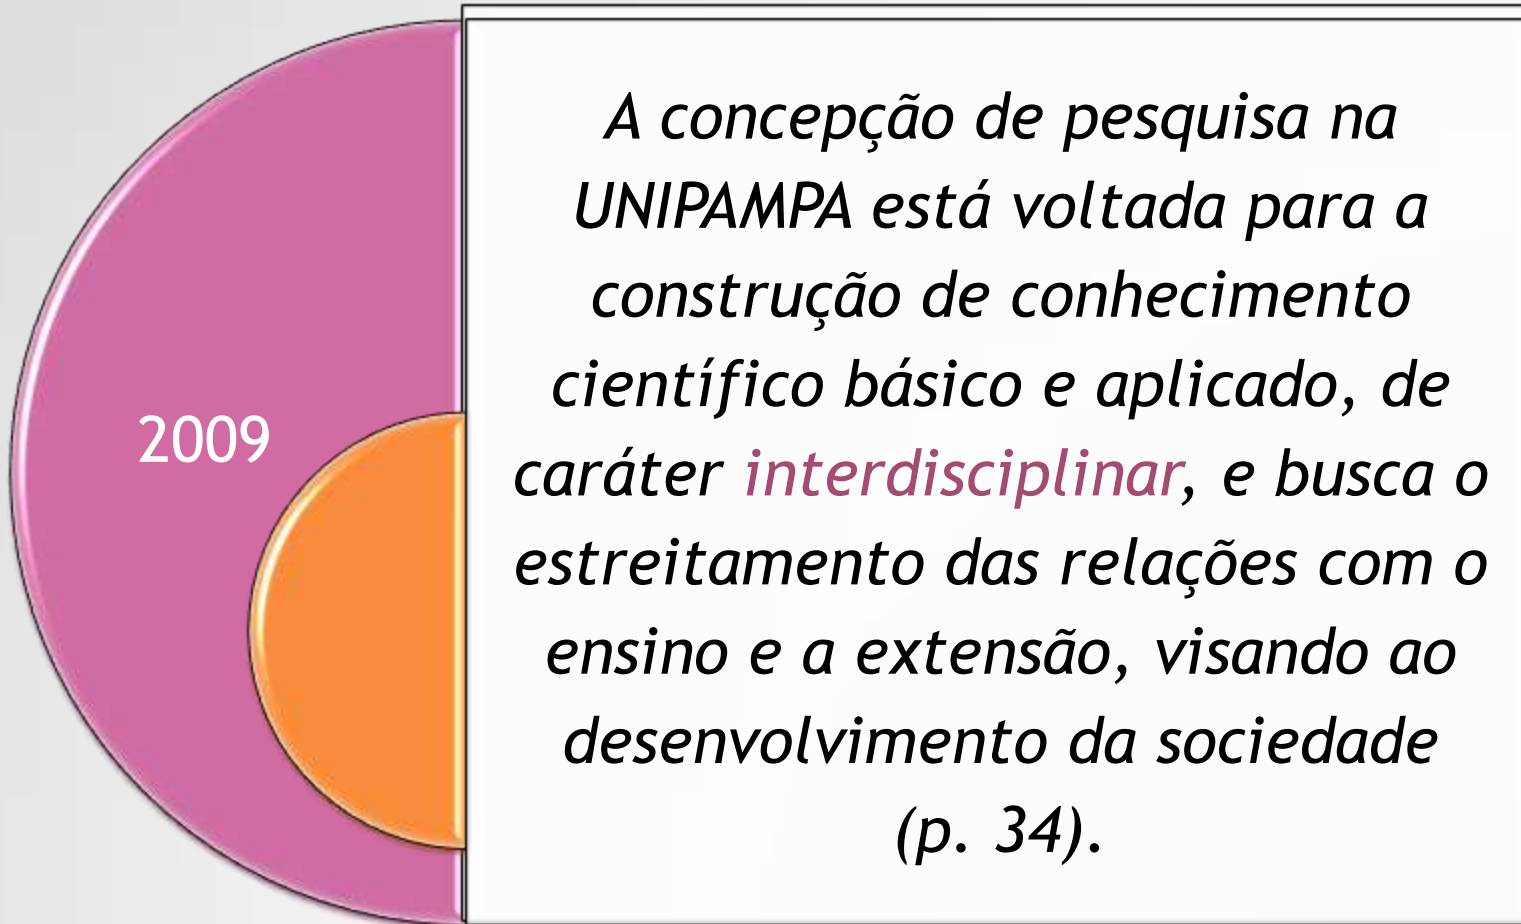 2009
A concepção de pesquisa na
UNIPAMPA está voltada para a
construção de conhecimento
científico básico e aplicado, de
caráter interdisciplinar, e busca o
estreitamento das relações com o
ensino e a extensão, visando ao
desenvolvimento da sociedade
(p. 34).